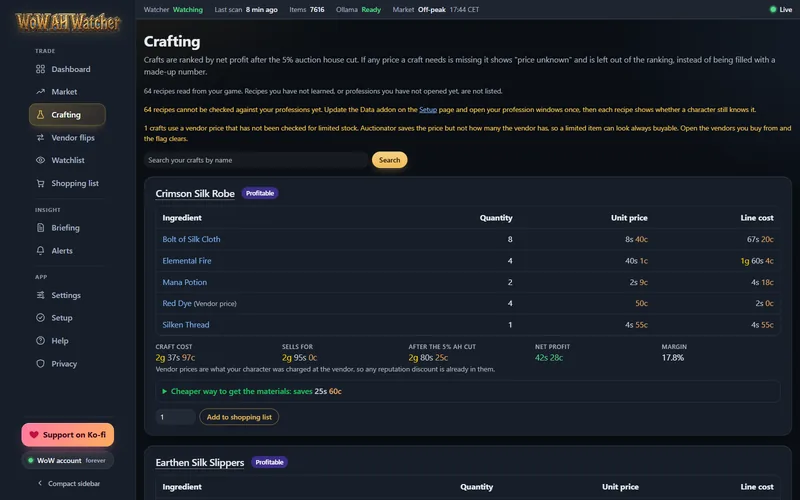 WoW AH Watcher
Watcher Watching Last scan 8 min ago Items 7616 Ollama Ready Market Off-peak 17:44 CET
Live
TRADE
Dashboard
Market
Crafting
Vendor flips
Watchlist
Shopping list
INSIGHT
Briefing
Alerts
APP
Settings
Setup
Help
Privacy
Support on Ko-fi
WoW account forever
Compact sidebar
Crafting
Crafts are ranked by net profit after the 5% auction house cut. If any price a craft needs is missing it shows "price unknown" and is left out of the ranking, instead of being filled with a
made-up number.
64 recipes read from your game. Recipes you have not learned, or professions you have not opened yet, are not listed.
64 recipes cannot be checked against your professions yet. Update the Data addon on the Setup page and open your profession windows once, then each recipe shows whether a character still knows it.
1 crafts use a vendor price that has not been checked for limited stock. Auctionator saves the price but not how many the vendor has, so a limited item can look always buyable. Open the vendors you buy from and
the flag clears.
Search your crafts by name
Search
Crimson Silk Robe Profitable
Ingredient Quantity Unit price Line cost
Bolt of Silk Cloth 8 8s 40c 67s 20c
Elemental Fire 4 40s 1c 1g 60s 4c
Mana Potion 2 2s 9c 4s 18c
Red Dye (Vendor price) 4 50c 2s 0c
Silken Thread 1 4s 55c 4s 55c
CRAFT COST SELLS FOR AFTER THE 5% AH CUT NET PROFIT MARGIN
2g 37s 97c 2g 95s 0c 2g 80s 25c 42s 28c 17.8%
Vendor prices are what your character was charged at the vendor, so any reputation discount is already in them.
Cheaper way to get the materials: saves 25s 60c
1
Add to shopping list
Earthen Silk Slippers Profitable
Ingredient Quantity Unit price Line cost